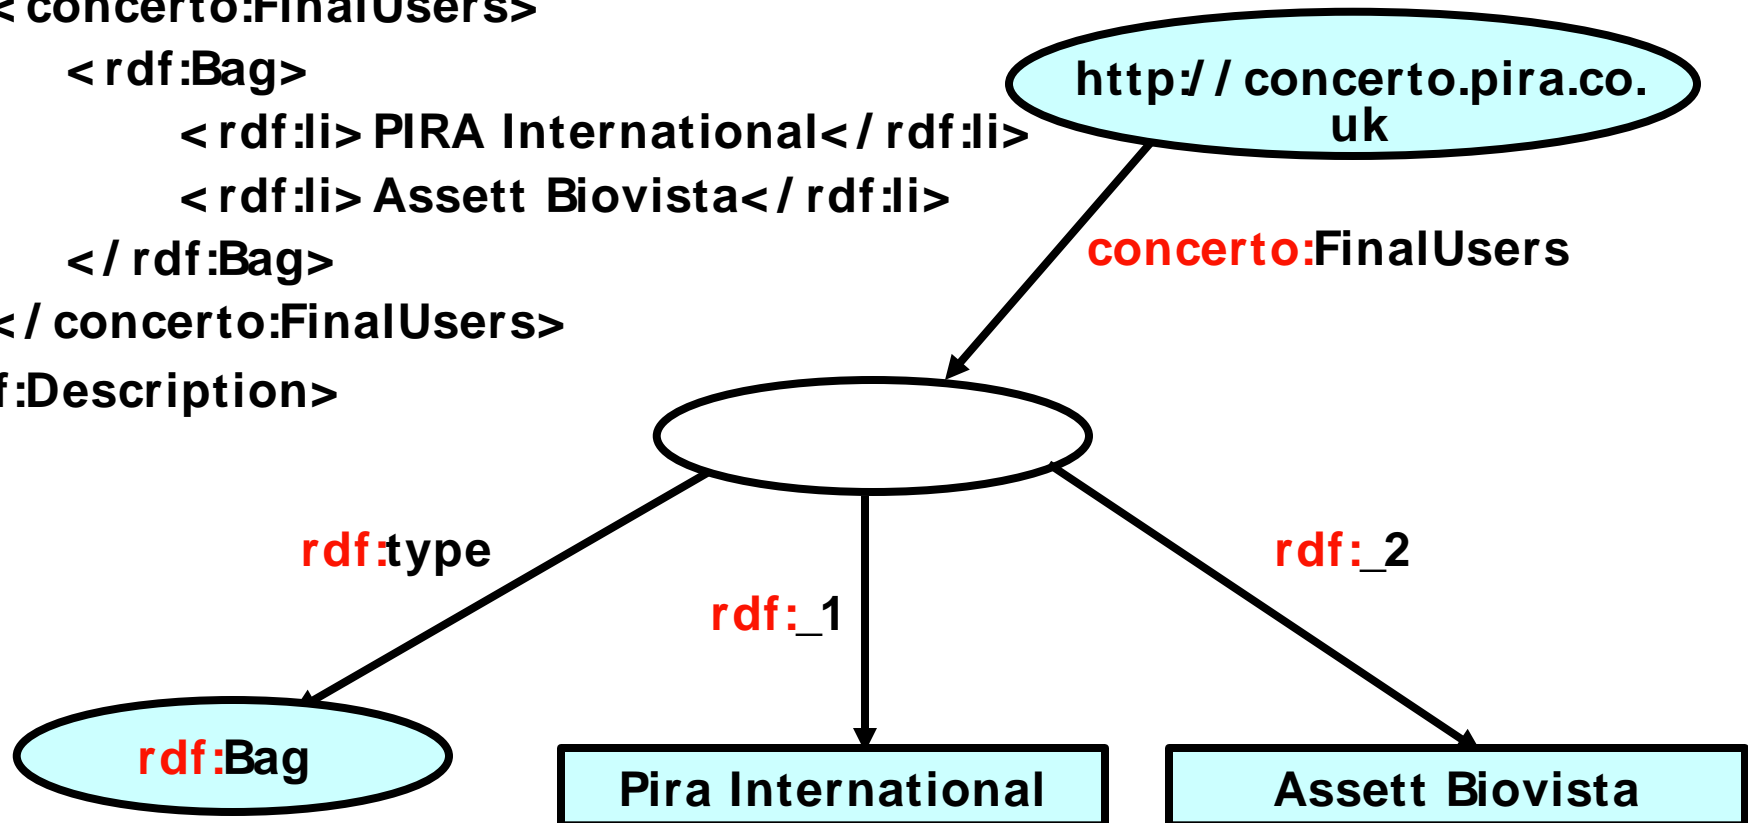 <concerto:FinalUsers>
<rdf:Bag>
<rdf:li>PIRA International</rdf:li>
<rdf:li>Assett Biovista</rdf:li>
</rdf:Bag>
</concerto:FinalUsers>
f:Description>
http://concerto.pira.co.
uk
concerto:FinalUsers
rdf:type
rdf:_1
rdf:_2
rdf:Bag
Pira International
Assett Biovista